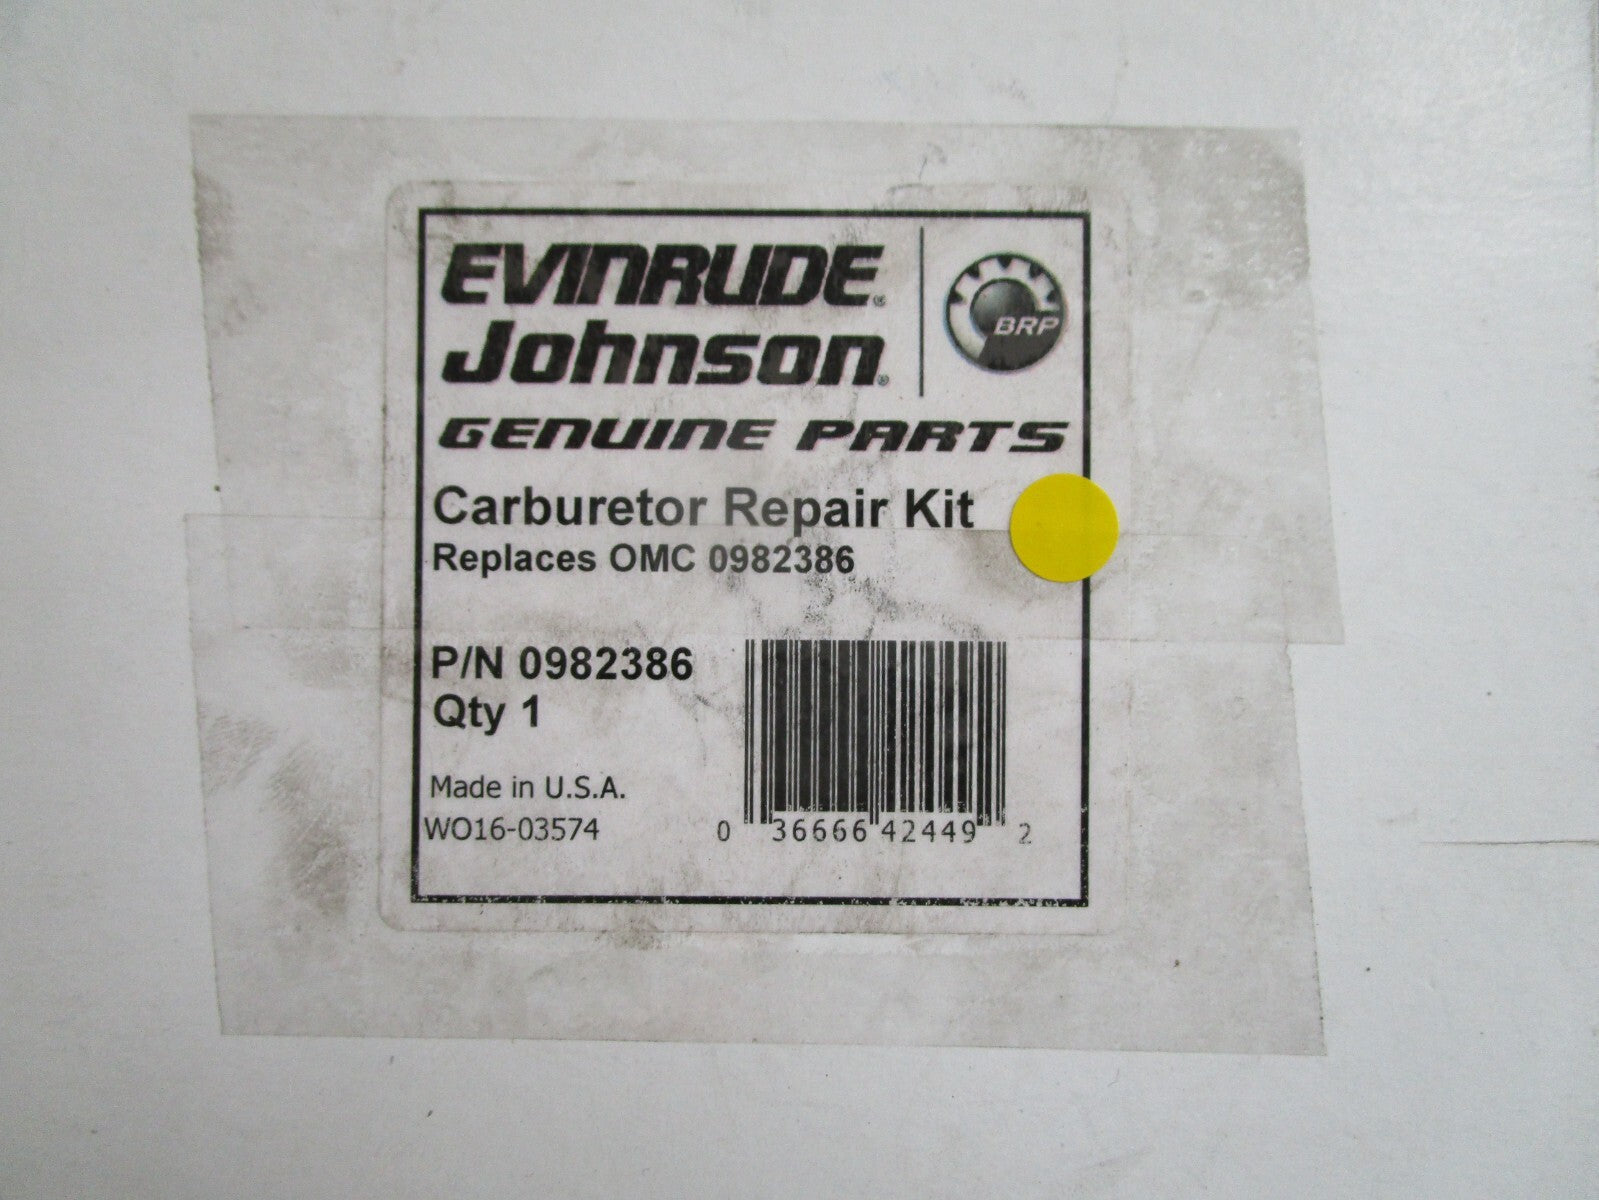 EVINRUDE®
Johnson®
BRP
GENUINE PARTS
Carburetor Repair Kit
Replaces OMC 0982386
P/N 0982386
Qty 1
Made in U.S.A.
WO16-03574
0 36666 42449 2